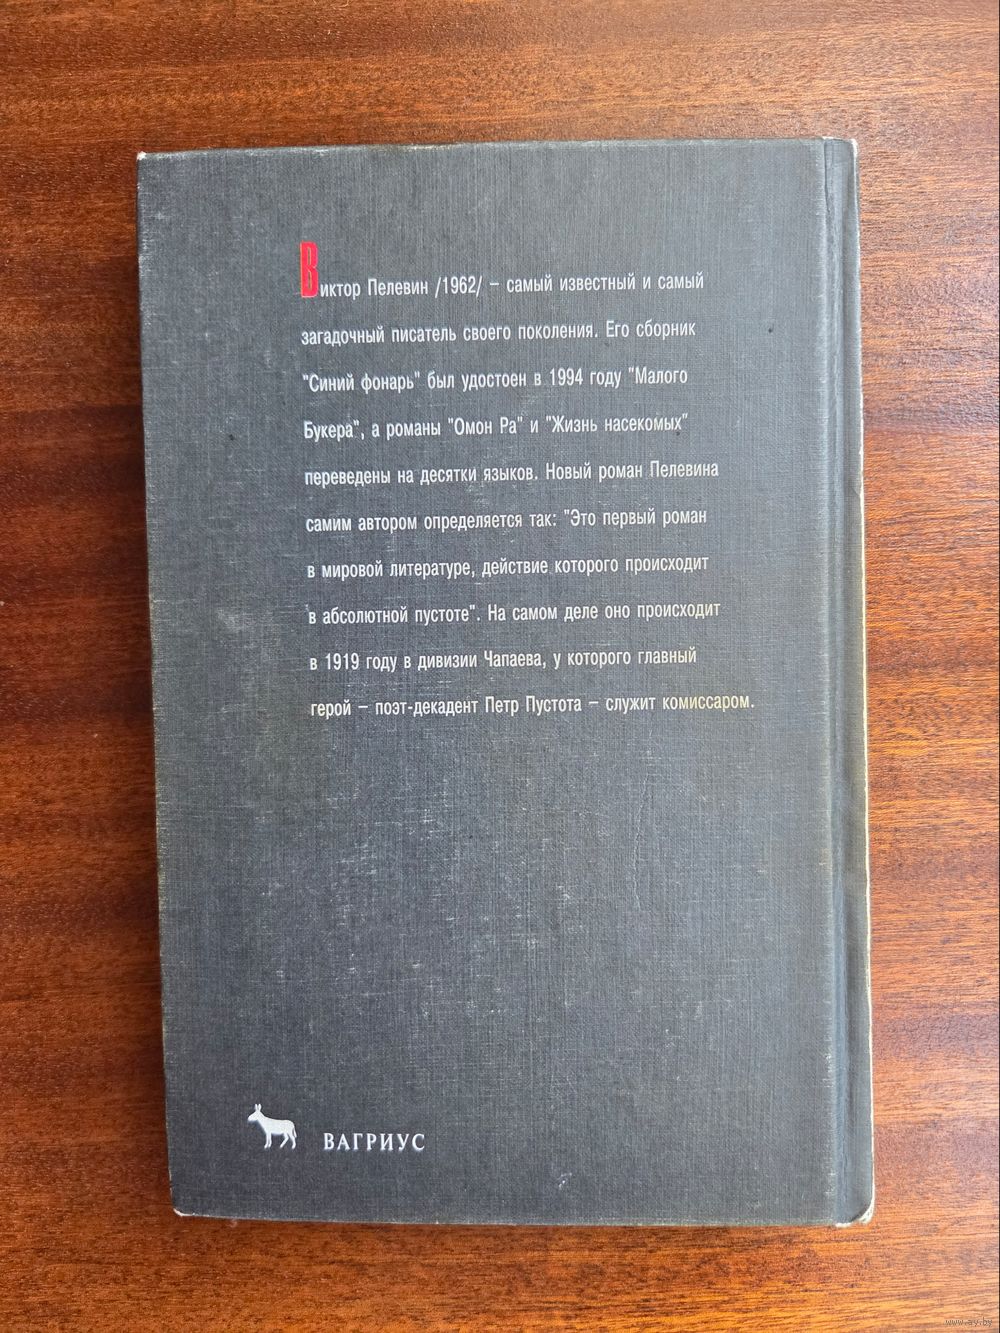 Виктор Пелевин /1962/ – самый известный и самый
загадочный писатель своего поколения. Его сборник
"Синий фонарь" был удостоен в 1994 году "Малого
Букера", а романы "Омон Ра" и "Жизнь насекомых"
переведены на десятки языков. Новый роман Пелевина
самим автором определяется так: "Это первый роман
в мировой литературе, действие которого происходит
в абсолютной пустоте". На самом деле оно происходит
в 1919 году в дивизии Чапаева, у которого главный
герой – поэт-декадент Петр Пустота – служит комиссаром.
ВАГРИУС
www.ay.by